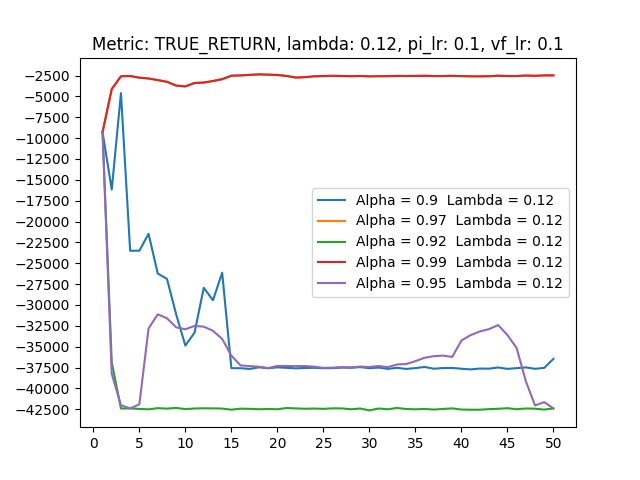 Metric: TRUE_RETURN, lambda: 0.12, pi_lr: 0.1, vf_lr: 0.1
−2500
−5000
−7500
−10000
−12500
−15000
−17500
−20000
−22500
−25000
−27500
−30000
−32500
−35000
−37500
−40000
−42500
Alpha = 0.9  Lambda = 0.12
Alpha = 0.97  Lambda = 0.12
Alpha = 0.92  Lambda = 0.12
Alpha = 0.99  Lambda = 0.12
Alpha = 0.95  Lambda = 0.12
0 5 10 15 20 25 30 35 40 45 50